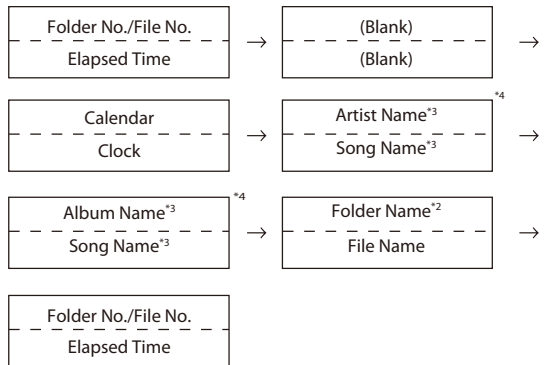 Folder No./File No.
Elapsed Time
→
(Blank)
(Blank)
→
Calendar
Clock
→
Artist Name*3
Song Name*3
*4
→
Album Name*3
Song Name*3
*4
→
Folder Name*2
File Name
→
Folder No./File No.
Elapsed Time